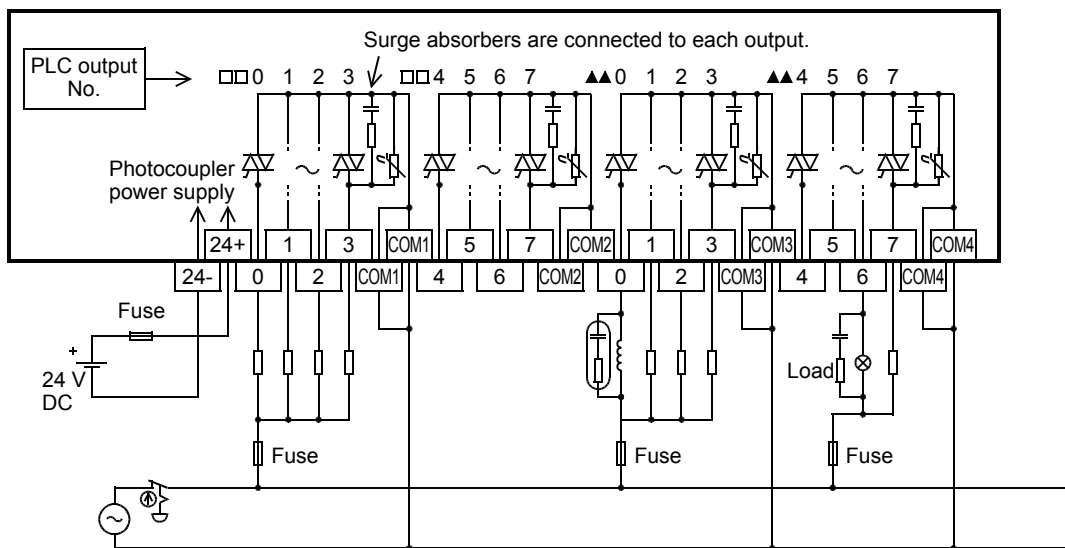 Surge absorbers are connected to each output.
PLC output
No.
□□0 1 2 3 □□4 5 6 7 ▲▲0 1 2 3 ▲▲4 5 6 7
Photocoupler
power supply
24+ 1 3 COM1 5 7 COM2 1 3 COM3 5 7 COM4
24- 0 2 COM1 4 6 COM2 0 2 COM3 4 6 COM4
Fuse
+
24 V
DC
Load
Fuse Fuse Fuse